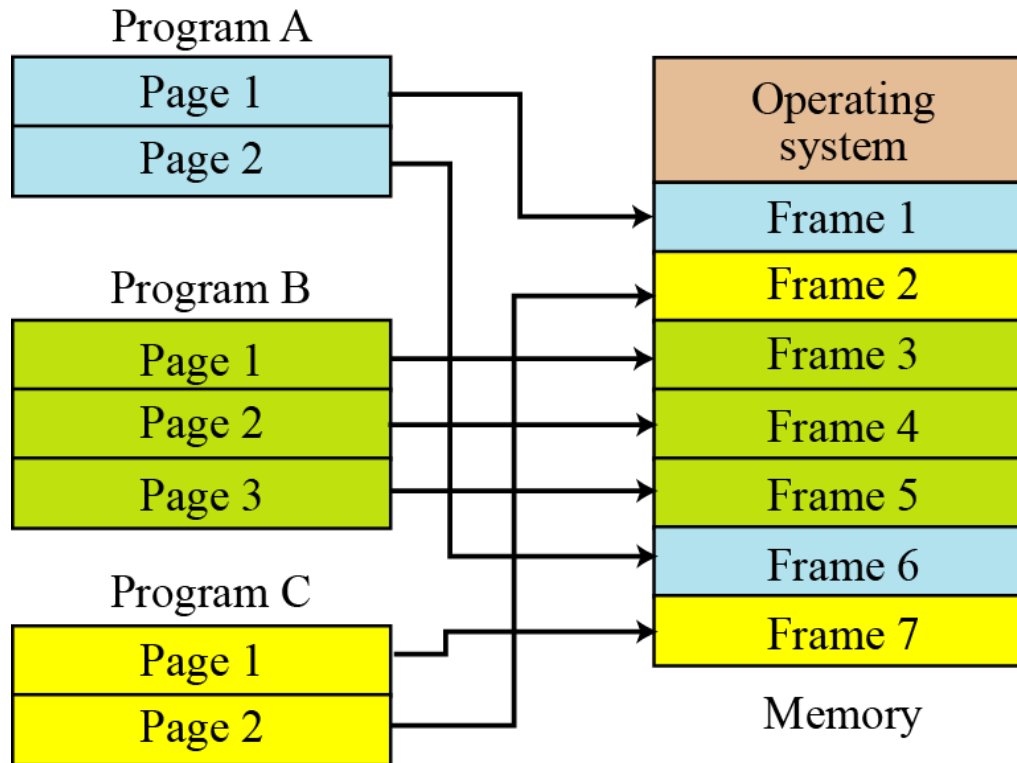 Program A
Page 1
Page 2
Program B
Page 1
Page 2
Page 3
Program C
Page 1
Page 2
Operating
system
Frame 1
Frame 2
Frame 3
Frame 4
Frame 5
Frame 6
Frame 7
Memory